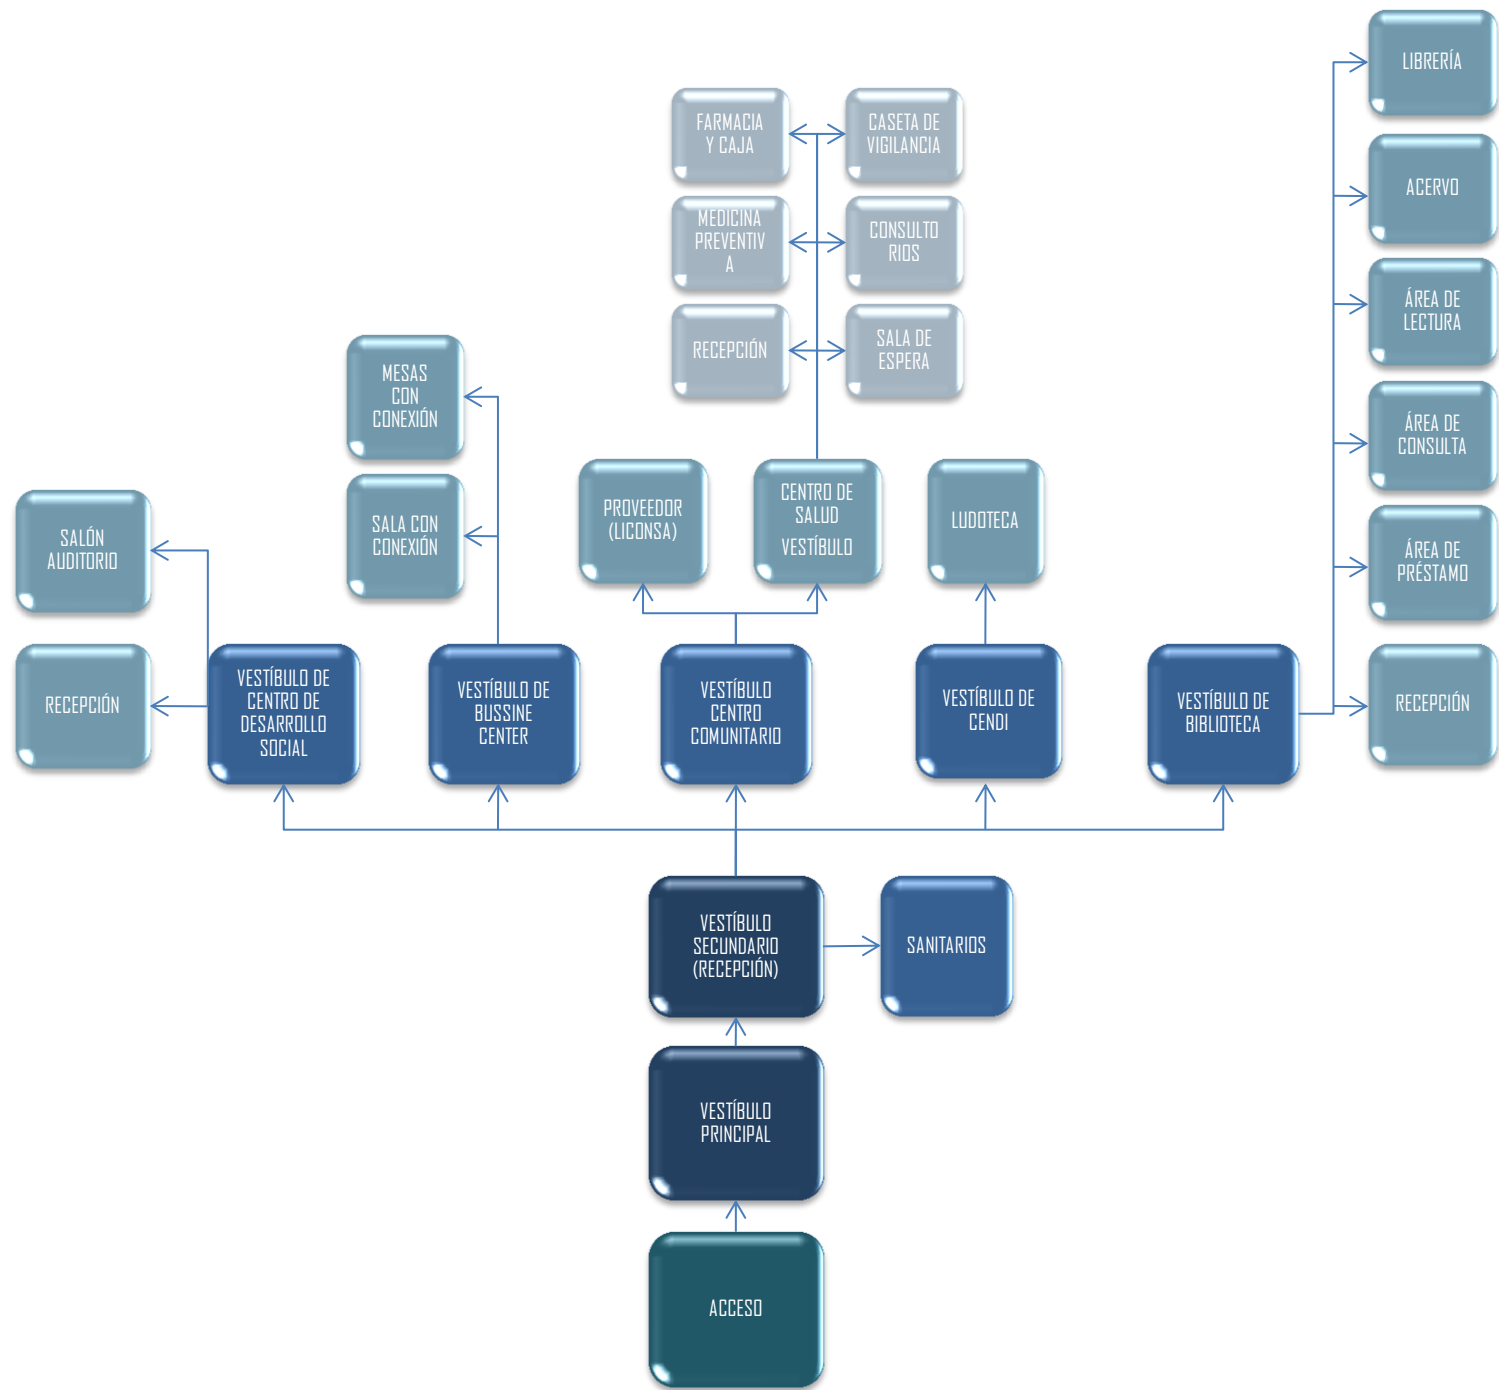 LIBRERÍA
FARMACIA
Y CAJA
CASETA DE
VIGILANCIA
ACERVO
MEDICINA
PREVENTIV
A
CONSULTO
RIOS
ÁREA DE
LECTURA
RECEPCIÓN
SALA DE
ESPERA
MESAS
CON
CONEXIÓN
ÁREA DE
CONSULTA
SALA CON
CONEXIÓN
PROVEEDOR
(LICONSA)
CENTRO DE
SALUD
VESTÍBULO
LUDOTECA
SALÓN
AUDITORIO
ÁREA DE
PRÉSTAMO
RECEPCIÓN
VESTÍBULO DE
CENTRO DE
DESARROLLO
SOCIAL
VESTÍBULO DE
BUSSINE
CENTER
VESTÍBULO
CENTRO
COMUNITARIO
VESTÍBULO DE
CENDI
VESTÍBULO DE
BIBLIOTECA
RECEPCIÓN
VESTÍBULO
SECUNDARIO
(RECEPCIÓN)
SANITARIOS
VESTÍBULO
PRINCIPAL
ACCESO